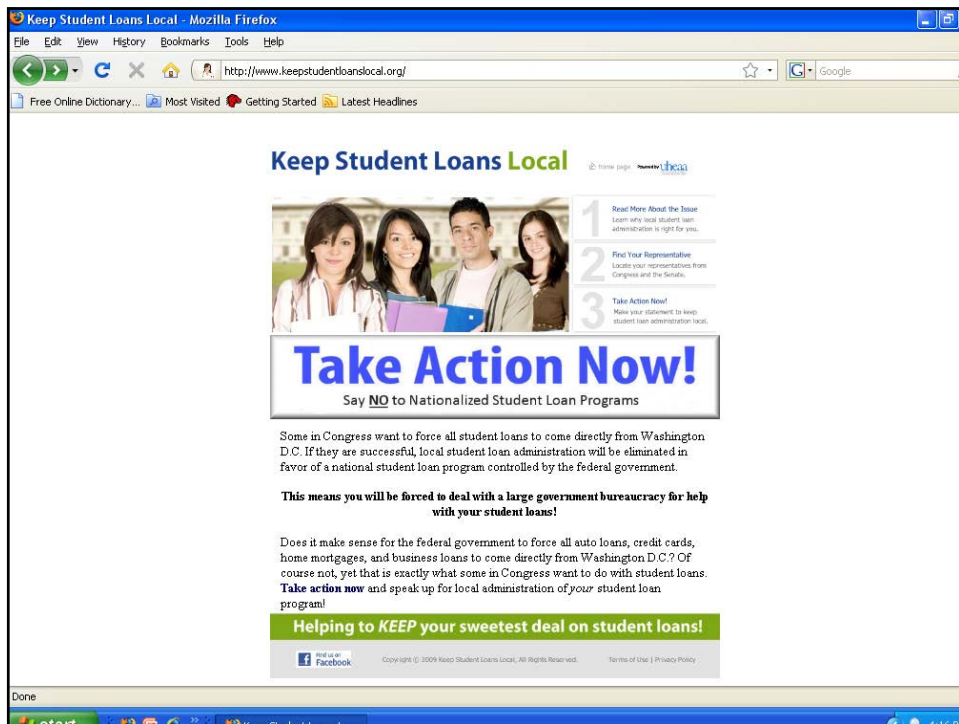 Keep Student Loans Local - Mozilla Firefox
File Edit View History Bookmarks Tools Help
http://www.keepstudentloanslocal.org/
G Google
Free Online Dictionary... Most Visited Getting Started Latest Headlines
Keep Student Loans Local
home page Powered by uheaa
1 Read More About the Issue
Learn why local student loan
administration is right for you.
2 Find Your Representative
Locate your representatives from
Congress and the Senate.
3 Take Action Now!
Make your statement to keep
student loan administration local.
Take Action Now!
Say NO to Nationalized Student Loan Programs
Some in Congress want to force all student loans to come directly from Washington
D.C. If they are successful, local student loan administration will be eliminated in
favor of a national student loan program controlled by the federal government.
This means you will be forced to deal with a large government bureaucracy for help
with your student loans!
Does it make sense for the federal government to force all auto loans, credit cards,
home mortgages, and business loans to come directly from Washington D.C.? Of
course not, yet that is exactly what some in Congress want to do with student loans.
Take action now and speak up for local administration of your student loan
program!
Helping to KEEP your sweetest deal on student loans!
f Find us on
Facebook
Copyright © 2009 Keep Student Loans Local, All Rights Reserved.
Terms of Use | Privacy Policy
Done
start